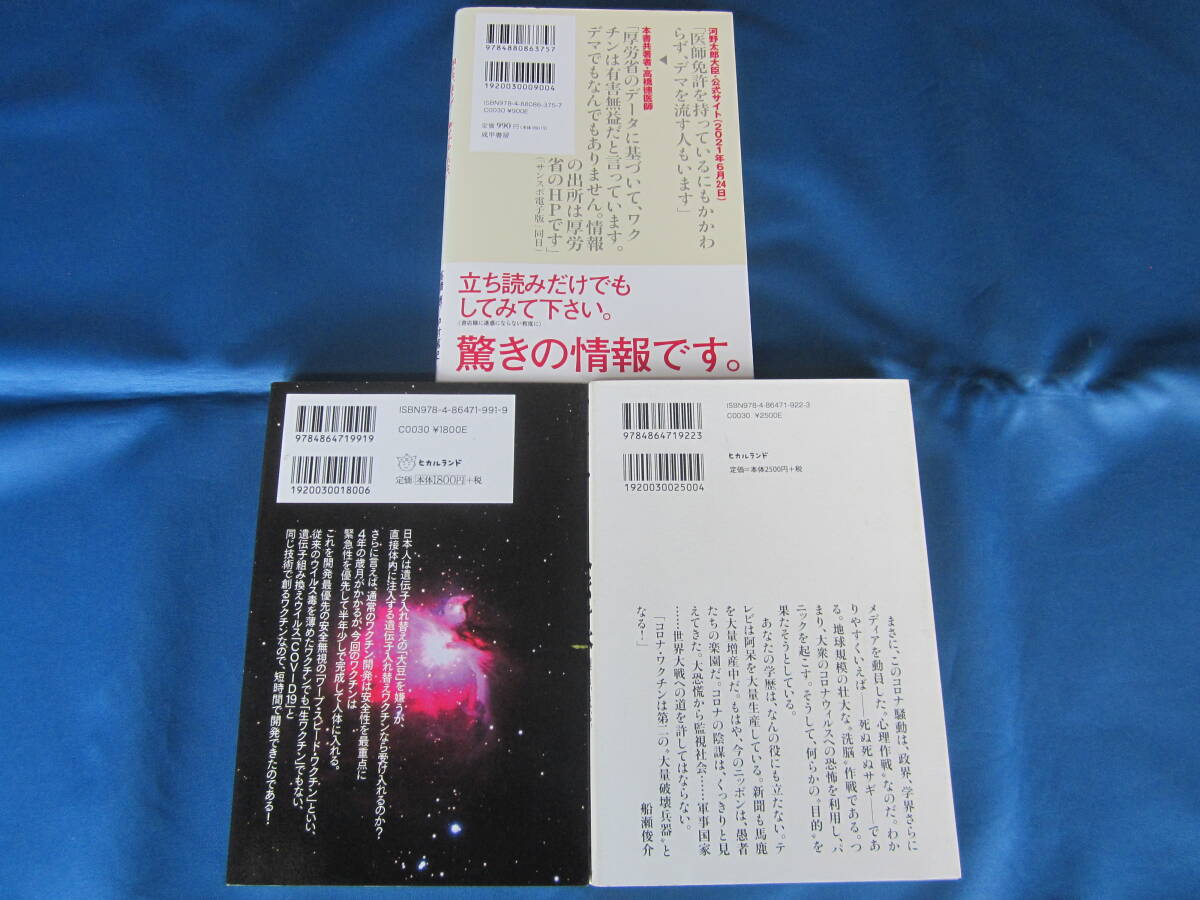 9784880863757
1920030009004
ISBN978-4-88086-375-7
C0030 ¥900E
定価 990円
成甲書房
河野太郎大臣・公式サイト(2021年6月24日)
「医師免許を持っているにもかかわ
らず、デマを流す人もいます」
本書共著者・高橋徳医師
「厚労省のデータに基づいて、ワク
チンは有害無益だと言っています。
デマでもなんでもありません。情報
の出所は厚労
省のHPです」
(「サンスポ電子版」同日)
立ち読みだけでも
してみて下さい。
(書店様に迷惑にならない程度に)
驚きの情報です。
9784864719919
1920030018006
ISBN978-4-86471-991-9
C0030 ¥1800E
ヒカルランド
定価 本体1800円+税
日本人は遺伝子入れ替えの「大豆」を嫌うが、
直接体内に注入する遺伝子入れ替えワクチンなら受け入れるのか?
さらに言えば、通常のワクチン開発は安全性を最重点に
4年の歳月がかかるが、今回のワクチンは
緊急性を優先して半年少しで完成して人体に入れる。
これを開発最優先の安全無視の「ワープ・スピード・ワクチン」といい、
従来のウイルス毒を薄めたワクチンでも「生ワクチン」でもない、
遺伝子組み換えウイルス「COVID19」と
同じ技術で創るワクチンなので、短時間で開発できたのである!
9784864719223
1920030025004
ISBN978-4-86471-922-3
C0030 ¥2500E
ヒカルランド
定価=本体2500円+税
まさに、このコロナ騒動は、政界、学界さらに
メディアを動員した〝心理作戦〟なのだ。わか
りやすくいえば――死ぬ死ぬサギ――であ
る。地球規模の壮大な〝洗脳〟作戦である。つ
まり、大衆のコロナウイルスへの恐怖を利用し、パ
ニックを起こす。そうして、何らかの〝目的〟を
果たそうとしている。
あなたの学歴は、なんの役にも立たない。テ
レビは阿呆を大量生産している。新聞も馬鹿
を大量増産中だ。もはや、今のニッポンは、愚者
たちの楽園だ。コロナの陰謀は、くっきりと見
えてきた。大恐慌から監視社会……軍事国家
……世界大戦への道を許してはならない。
「コロナ・ワクチンは第二の〝大量破壊兵器〟と
なる!」
船瀬俊介